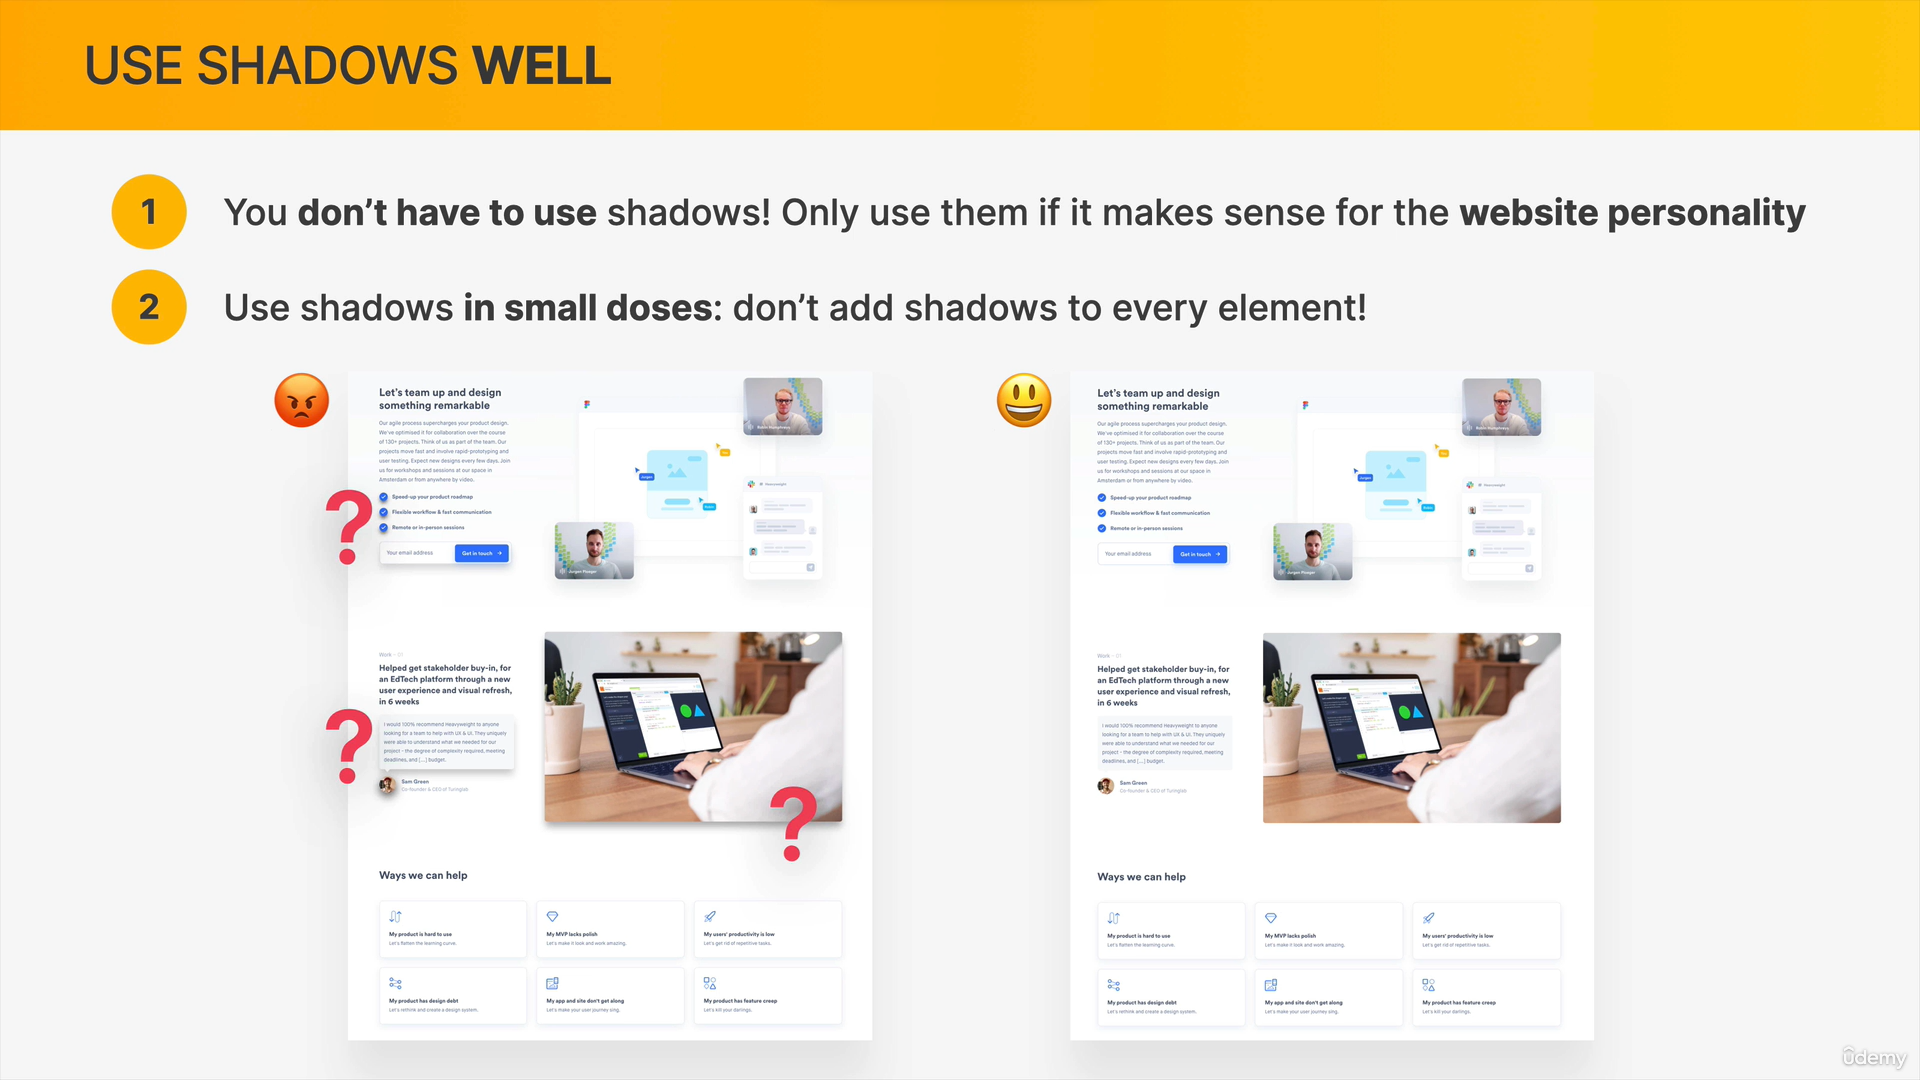 USE SHADOWS WELL
1
You don’t have to use shadows! Only use them if it makes sense for the website personality
2
Use shadows in small doses: don’t add shadows to every element!
Let’s team up and design
something remarkable
Our agile process supercharges your product design.
We’ve optimised it for collaboration over the course
of 130+ projects. Think of us as part of the team. Our
projects move fast and involve rapid-prototyping and
user testing. Expect new designs every few days. Join
us for workshops and sessions at our space in
Amsterdam or from anywhere by video.
Speed-up your product roadmap
Flexible workflow & fast communication
Remote or in-person sessions
Your email address
Get in touch →
Jurgen
Heavyweight
?
Work - 01
Helped get stakeholder buy-in, for
an EdTech platform through a new
user experience and visual refresh,
in 6 weeks
I would 100% recommend Heavyweight to anyone
looking for a team to help with UX & UI. They uniquely
were able to understand what we needed for our
project - the degree of complexity required, meeting
deadlines, and [...] budget.
Sam Green
Co-founder & CEO of Turinglab
?
?
Ways we can help
My product is hard to use
Let’s flatten the learning curve.
My MVP lacks polish
Let’s make it look and work amazing.
My users’ productivity is low
Let’s get rid of repetitive tasks.
My product has design debt
Let’s rethink and create a design system.
My app and site don’t get along
Let’s make your user journey sing.
My product has feature creep
Let’s kill your darlings.
Let’s team up and design
something remarkable
Our agile process supercharges your product design.
We’ve optimised it for collaboration over the course
of 130+ projects. Think of us as part of the team. Our
projects move fast and involve rapid-prototyping and
user testing. Expect new designs every few days. Join
us for workshops and sessions at our space in
Amsterdam or from anywhere by video.
Speed-up your product roadmap
Flexible workflow & fast communication
Remote or in-person sessions
Your email address
Get in touch →
Jurgen
Heavyweight
Work - 01
Helped get stakeholder buy-in, for
an EdTech platform through a new
user experience and visual refresh,
in 6 weeks
I would 100% recommend Heavyweight to anyone
looking for a team to help with UX & UI. They uniquely
were able to understand what we needed for our
project - the degree of complexity required, meeting
deadlines, and [...] budget.
Sam Green
Co-founder & CEO of Turinglab
Ways we can help
My product is hard to use
Let’s flatten the learning curve.
My MVP lacks polish
Let’s make it look and work amazing.
My users’ productivity is low
Let’s get rid of repetitive tasks.
My product has design debt
Let’s rethink and create a design system.
My app and site don’t get along
Let’s make your user journey sing.
My product has feature creep
Let’s kill your darlings.
ûdemy